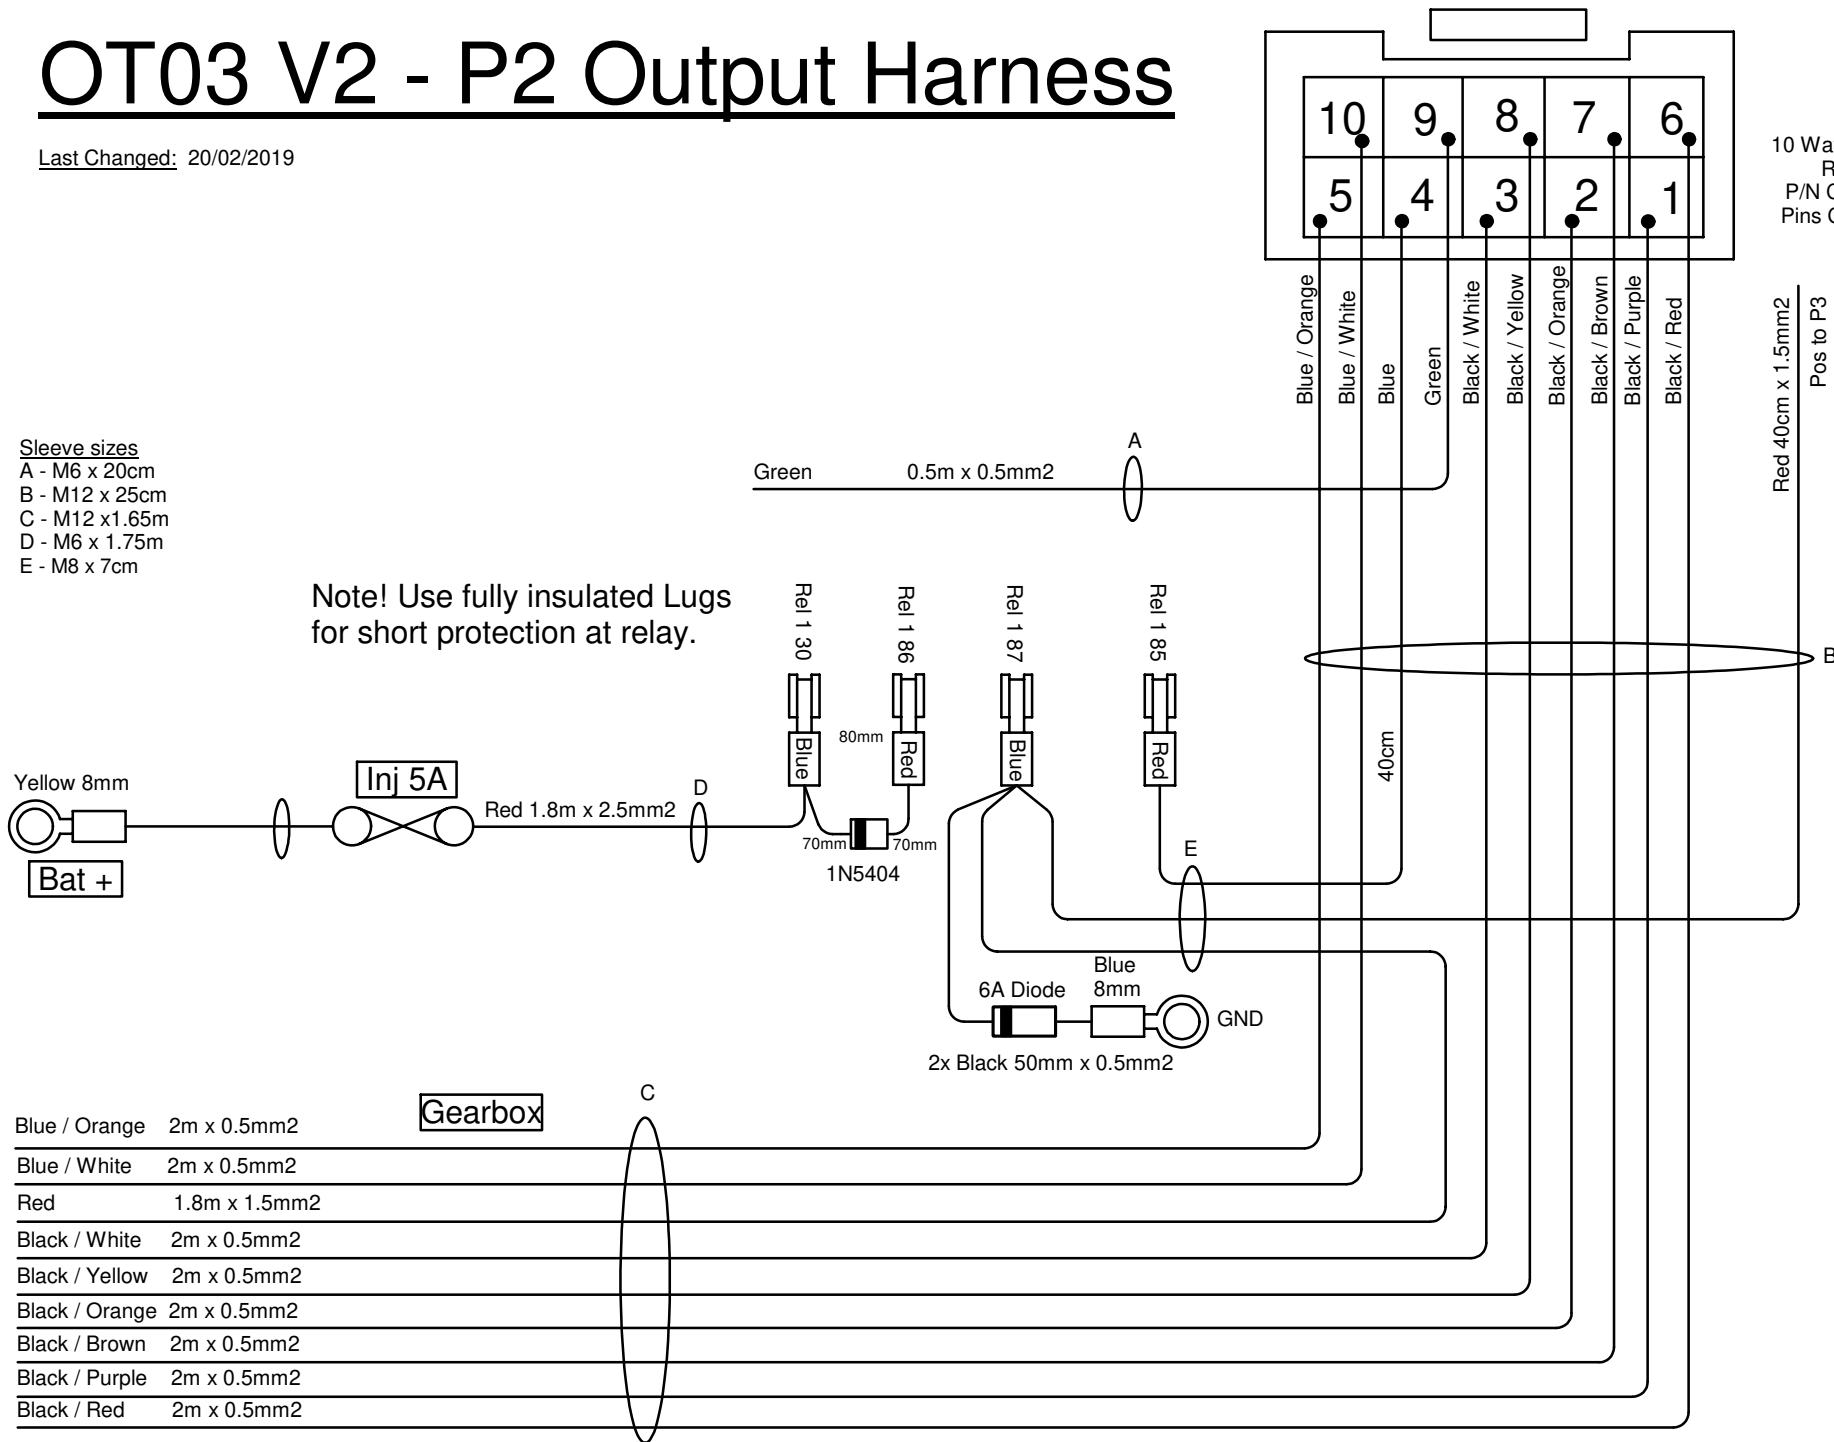 OT03 V2 - P2 Output Harness
Last Changed: 20/02/2019
10 9 8 7 6
5 4 3 2 1
10 Wa
R
P/N
Pins
Blue / Orange
Blue / White
Blue
Green
Black / White
Black / Yellow
Black / Orange
Black / Brown
Black / Purple
Black / Red
Red 40cm x 1.5mm2
Pos to P3
Sleeve sizes
A - M6 x 20cm
B - M12 x 25cm
C - M12 x1.65m
D - M6 x 1.75m
E - M8 x 7cm
A
Green 0.5m x 0.5mm2
Note! Use fully insulated Lugs
for short protection at relay.
Rel 1 30
Rel 1 86
Rel 1 87
Rel 1 85
B
Blue
80mm
Red
Blue
Red
40cm
Yellow 8mm
Inj 5A
Red 1.8m x 2.5mm2
D
70mm
70mm
1N5404
Bat +
E
6A Diode
Blue
8mm
GND
2x Black 50mm x 0.5mm2
Gearbox
C
Blue / Orange 2m x 0.5mm2
Blue / White 2m x 0.5mm2
Red 1.8m x 1.5mm2
Black / White 2m x 0.5mm2
Black / Yellow 2m x 0.5mm2
Black / Orange 2m x 0.5mm2
Black / Brown 2m x 0.5mm2
Black / Purple 2m x 0.5mm2
Black / Red 2m x 0.5mm2